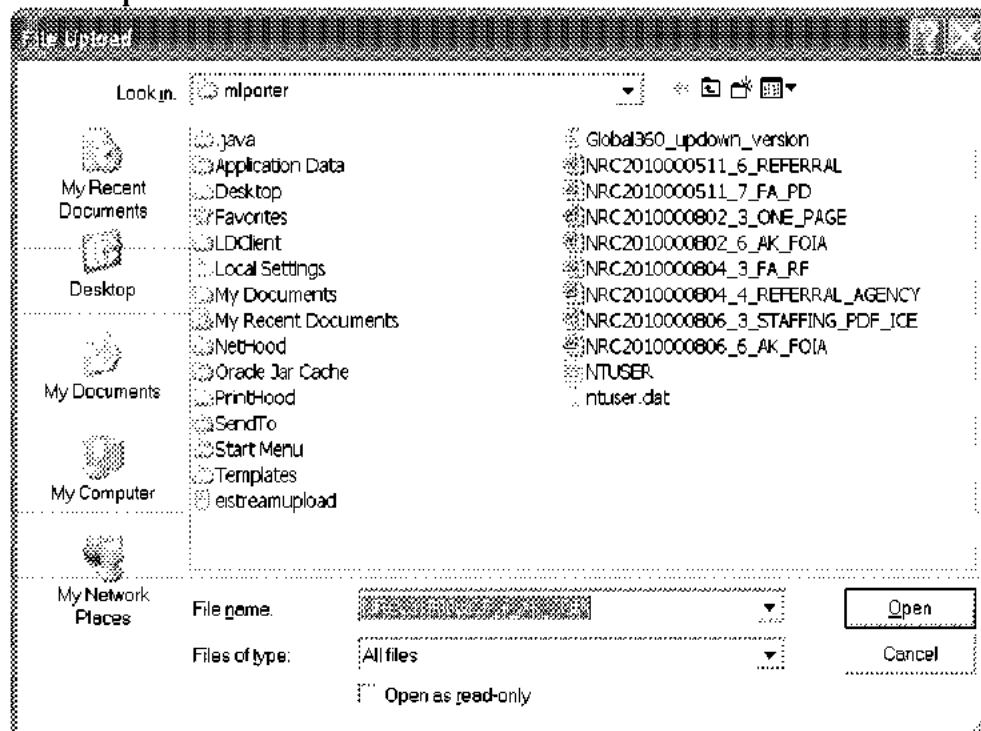 File Upload
Look in.
mlporter
My Recent
Documents
Desktop
My Documents
My Computer
My Network
Places
.java
Application Data
Desktop
Favorites
LDClient
Local Settings
My Documents
My Recent Documents
NetHood
Oracle Jar Cache
PrintHood
SendTo
Start Menu
Templates
eistreamupload
Global360_updown_version
NRC2010000511_6_REFERRAL
NRC2010000511_7_FA_PD
NRC2010000802_3_ONE_PAGE
NRC2010000802_6_AK_FOIA
NRC2010000804_3_FA_RF
NRC2010000804_4_REFERRAL_AGENCY
NRC2010000806_3_STAFFING_PDF_ICE
NRC2010000806_6_AK_FOIA
NTUSER
ntuser.dat
File name.
Open
Files of type:
All files
Cancel
Open as read-only